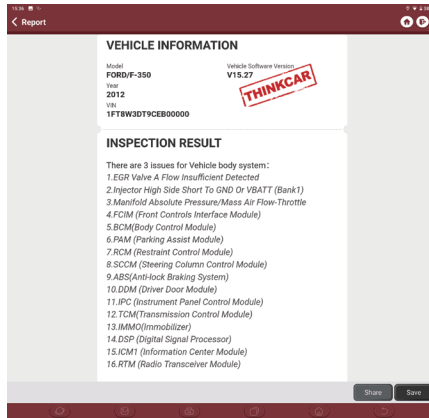 15:36
Report
VEHICLE INFORMATION
Model
FORD/F-350
Vehicle Software Version
V15.27
Year
2012
VIN
1FT8W3DT9CEB00000
THINKCAR
INSPECTION RESULT
There are 3 issues for Vehicle body system:
1.EGR Valve A Flow Insufficient Detected
2.Injector High Side Short To GND Or VBATT (Bank1)
3.Manifold Absolute Pressure/Mass Air Flow-Throttle
4.FCIM (Front Controls Interface Module)
5.BCM(Body Control Module)
6.PAM (Parking Assist Module)
7.RCM (Restraint Control Module)
8.SCCM (Steering Column Control Module)
9.ABS(Anti-lock Braking System)
10.DDM (Driver Door Module)
11.IPC (Instrument Panel Control Module)
12.TCM(Transmission Control Module)
13.IMMO(Immobilizer)
14.DSP (Digital Signal Processor)
15.ICM1 (Information Center Module)
16.RTM (Radio Transceiver Module)
Share
Save